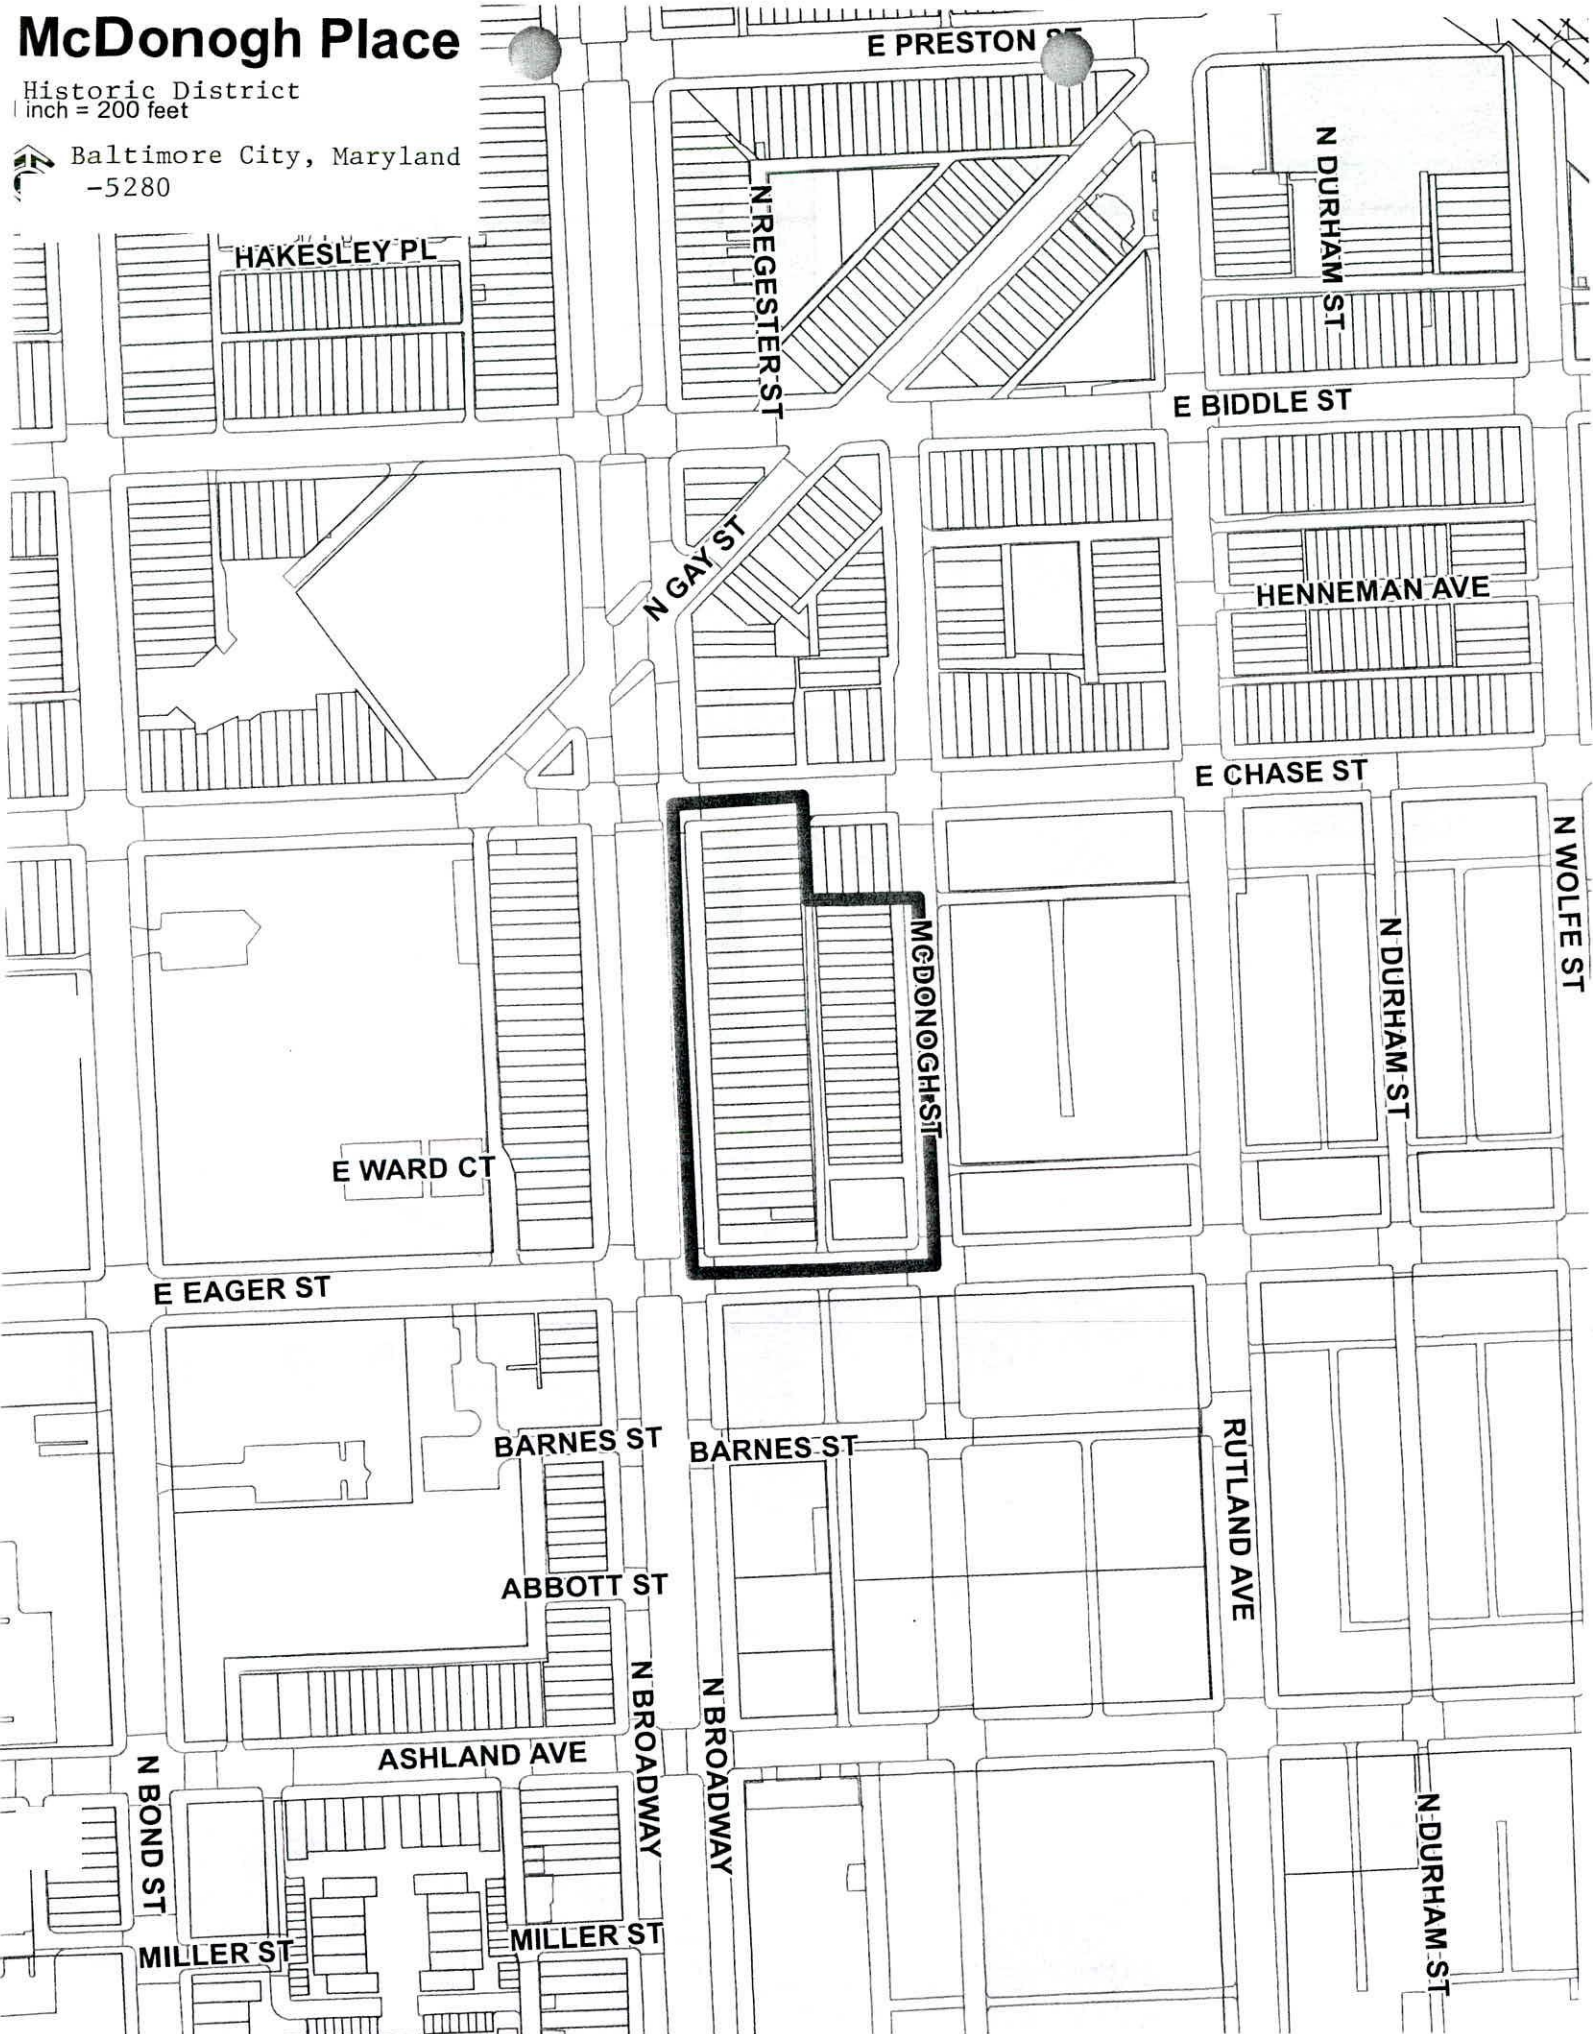 McDonogh Place
Historic District
inch = 200 feet
Baltimore City, Maryland
-5280
E PRESTON ST
N DURHAM ST
N REGESTER ST
HAKESLEY PL
E BIDDLE ST
N GAY ST
HENNEMAN AVE
E CHASE ST
N WOLFE ST
MCDONOGH ST
N DURHAM ST
E WARD CT
E EAGER ST
BARNES ST
BARNES ST
RUTLAND AVE
ABBOTT ST
N BROADWAY
N BROADWAY
ASHLAND AVE
N BOND ST
N DURHAM ST
MILLER ST
MILLER ST